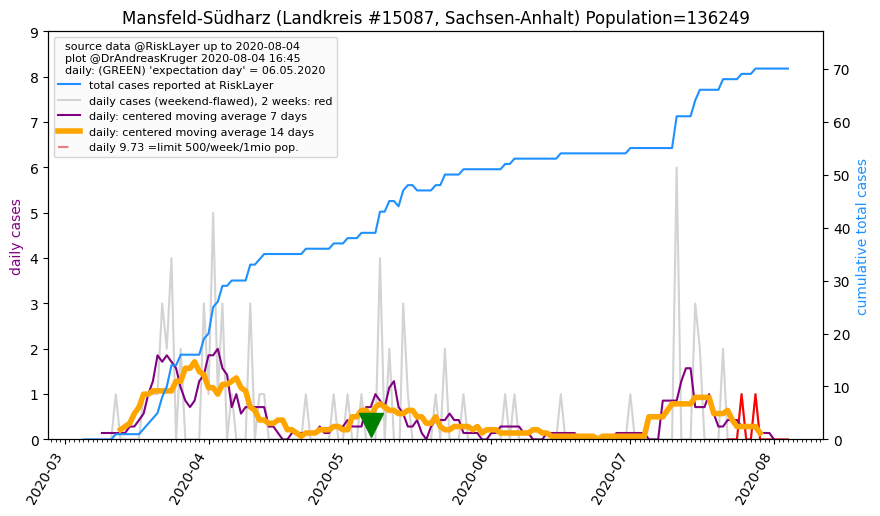 Mansfeld-Südharz (Landkreis #15087, Sachsen-Anhalt) Population=136249
source data @RiskLayer up to 2020-08-04
plot @DrAndreasKruger 2020-08-04 16:45
daily: (GREEN) 'expectation day' = 06.05.2020
total cases reported at RiskLayer
daily cases (weekend-flawed), 2 weeks: red
daily: centered moving average 7 days
daily: centered moving average 14 days
daily 9.73 =limit 500/week/1mio pop.
daily cases
9
8
7
6
5
4
3
2
1
0
cumulative total cases
70
60
50
40
30
20
10
0
2020-03
2020-04
2020-05
2020-06
2020-07
2020-08